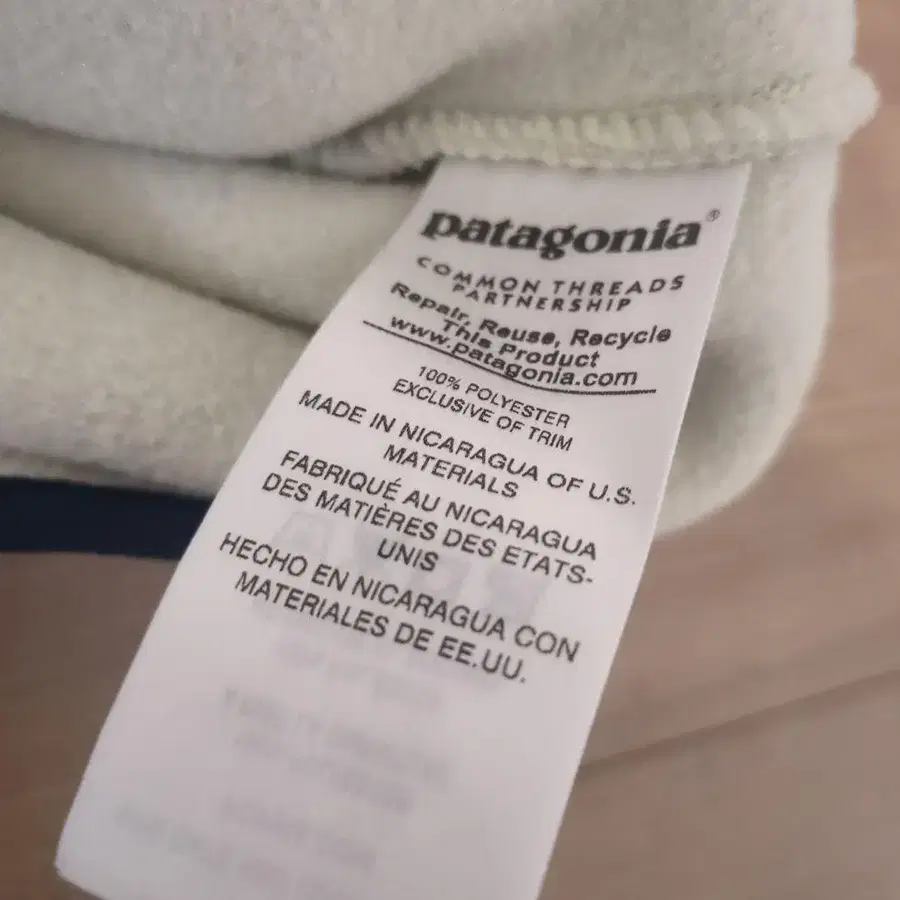 patagonia®
COMMON THREADS
PARTNERSHIP
Repair, Reuse, Recycle
This Product
www.patagonia.com
100% POLYESTER
EXCLUSIVE OF TRIM
MADE IN NICARAGUA OF U.S.
MATERIALS
FABRIQUÉ AU NICARAGUA
DES MATIÈRES DES ETATS-
UNIS
HECHO EN NICARAGUA CON
MATERIALES DE EE.UU.